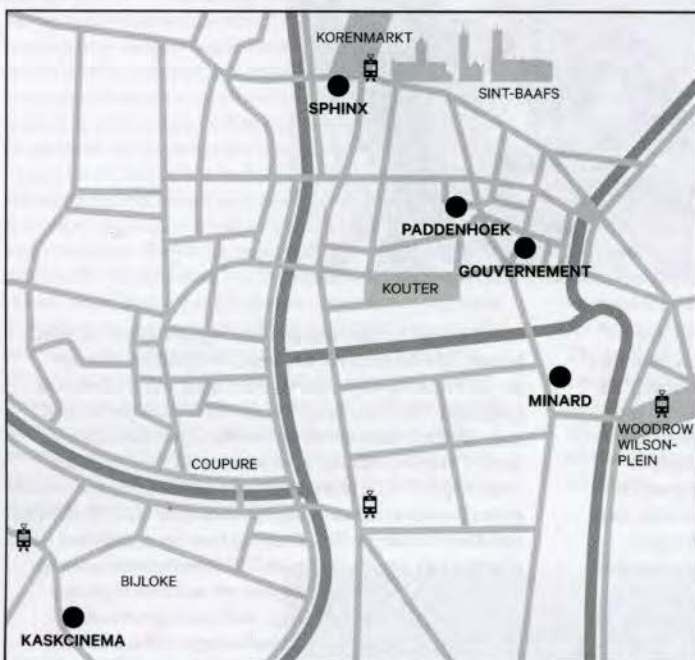 KORENMARKT
SPHINX
SINT-BAAFS
PADDENHOEK
GOUVERNEMENT
KOUTER
MINARD
WOODROW
WILSON-
PLEIN
COUPURE
BIJLOKE
KASKCINEMA